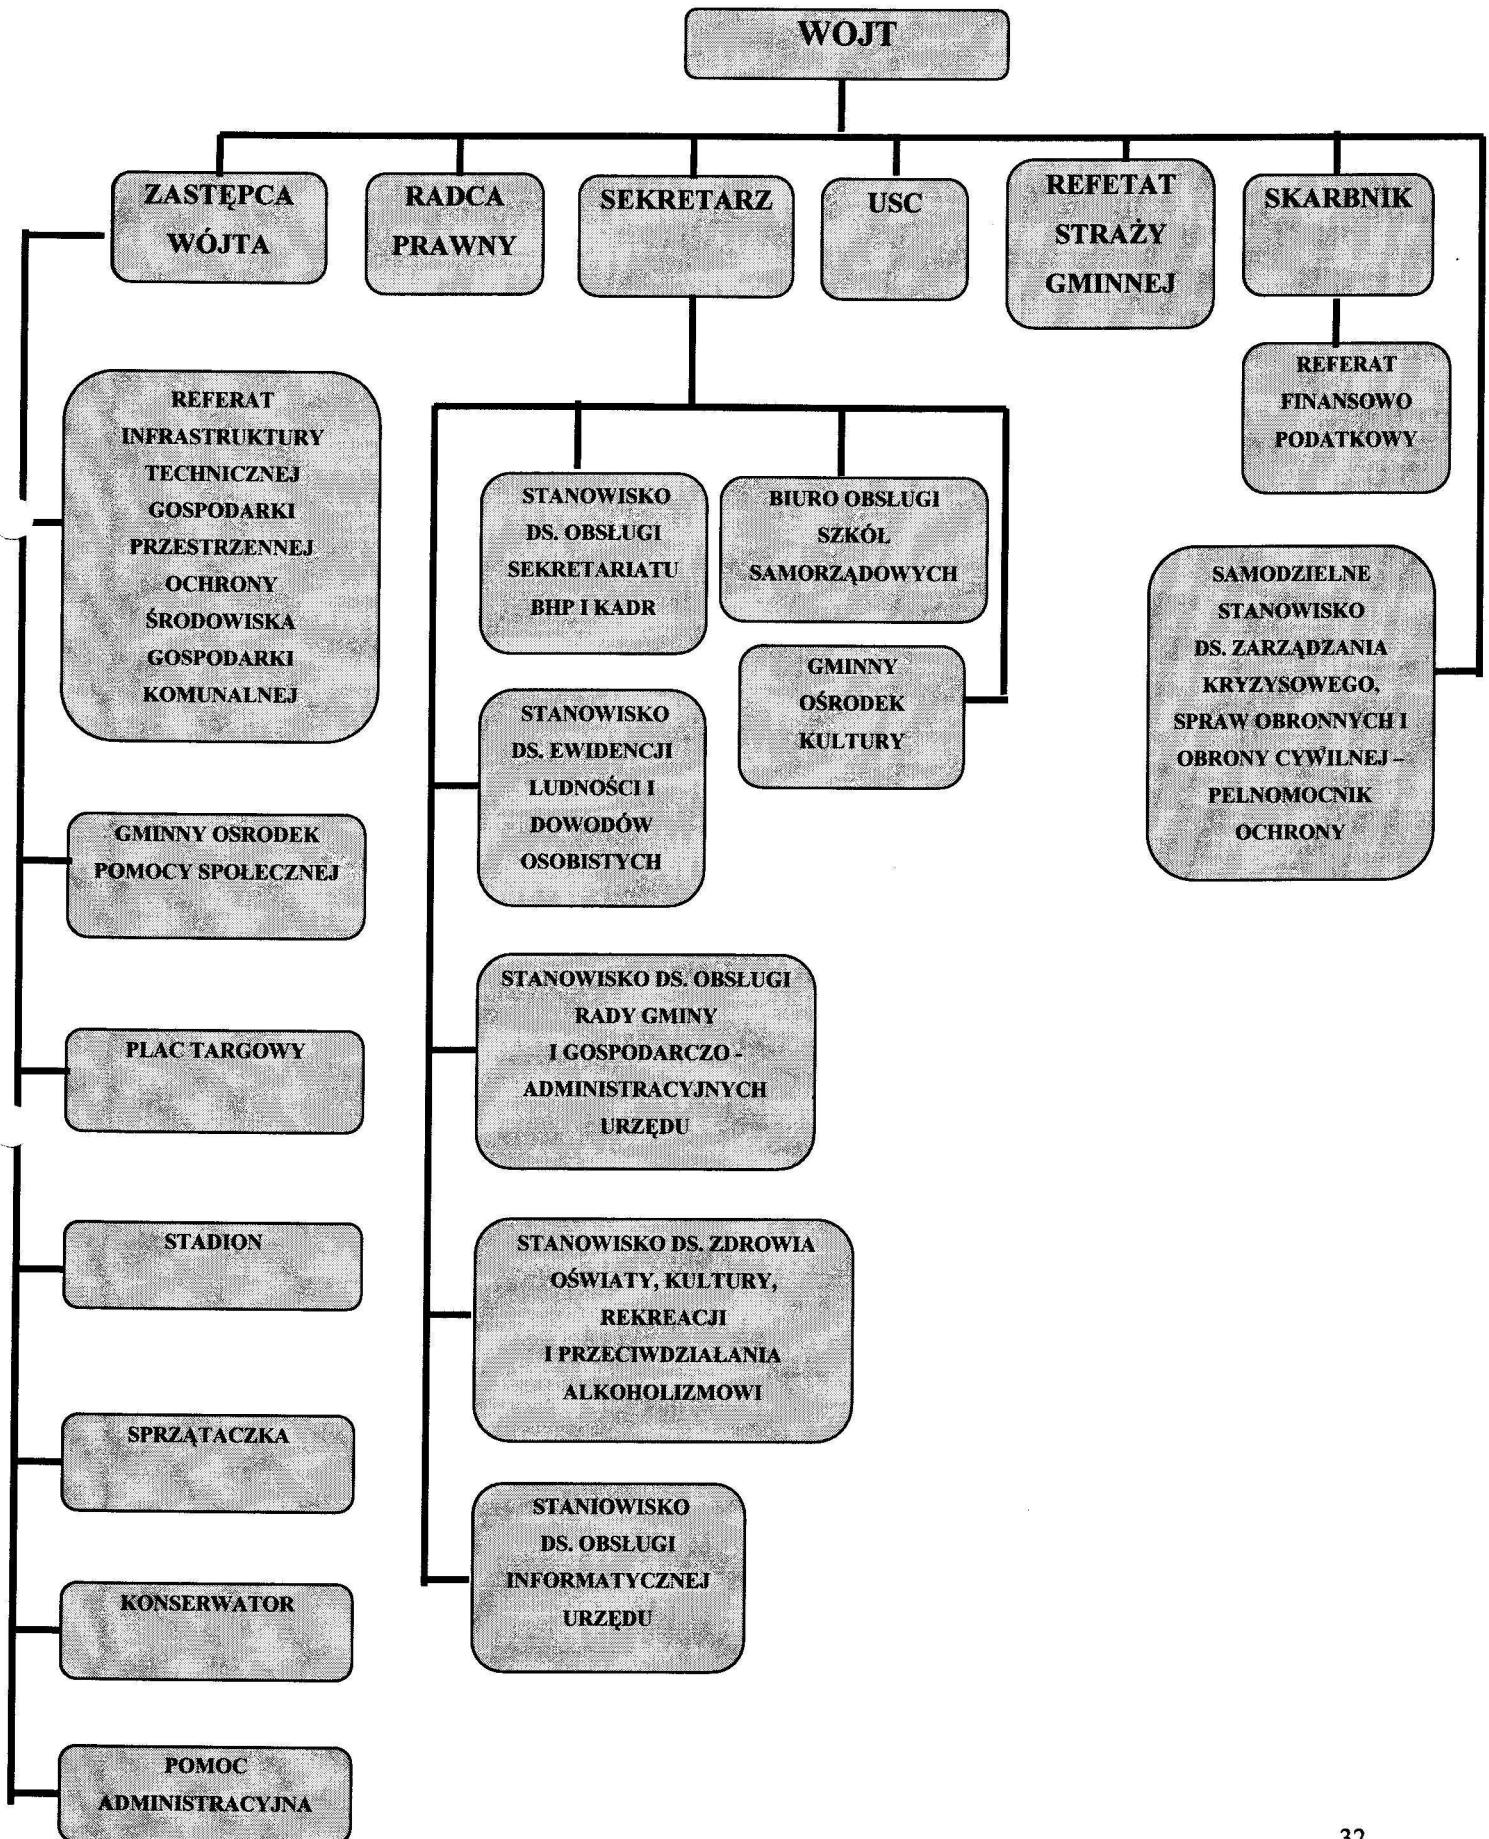 WÓJT
ZASTĘPCA
WÓJTA
RADCA
PRAWNY
SEKRETARZ
USC
REFETAT
STRAŻY
GMINNEJ
SKARBNIK
REFERAT
FINANSOWO
PODATKOWY
REFERAT
INFRASTRUKTURY
TECHNICZNEJ
GOSPODARKI
PRZESTRZENNEJ
OCHRONY
ŚRODOWISKA
GOSPODARKI
KOMUNALNEJ
GMINNY OŚRODEK
POMOCY SPOŁECZNEJ
PLAC TARGOWY
STADION
SPRZĄTACZKA
KONSERWATOR
POMOC
ADMINISTRACYJNA
STANOWISKO
DS. OBSŁUGI
SEKRETARIATU
BHP I KADR
BIURO OBSŁUGI
SZKÓŁ
SAMORZĄDOWYCH
GMINNY
OŚRODEK
KULTURY
STANOWISKO
DS. EWIDENCJI
LUDNOŚCI I
DOWODÓW
OSOBISTYCH
STANOWISKO DS. OBSŁUGI
RADY GMINY
I GOSPODARCZO -
ADMINISTRACYJNYCH
URZĘDU
STANOWISKO DS. ZDROWIA
OŚWIATY, KULTURY,
REKREACJI
I PRZECIWDZIAŁANIA
ALKOHOLIZMOWI
STANIOWISKO
DS. OBSŁUGI
INFORMATYCZNEJ
URZĘDU
SAMODZIELNE
STANOWISKO
DS. ZARZĄDZANIA
KRYZYSOWEGO,
SPRAW OBRONNYCH I
OBRONY CYWILNEJ –
PEŁNOMOCNIK
OCHRONY
32